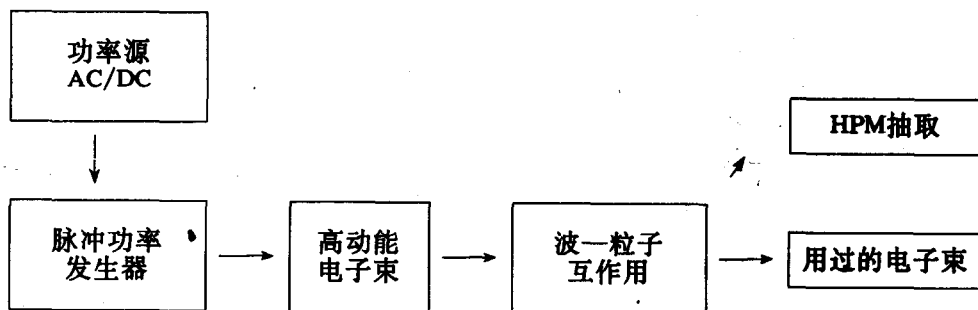 功率源
AC/DC
HPM抽取
脉冲功率
发生器
高动能
电子束
波—粒子
互作用
用过的电子束